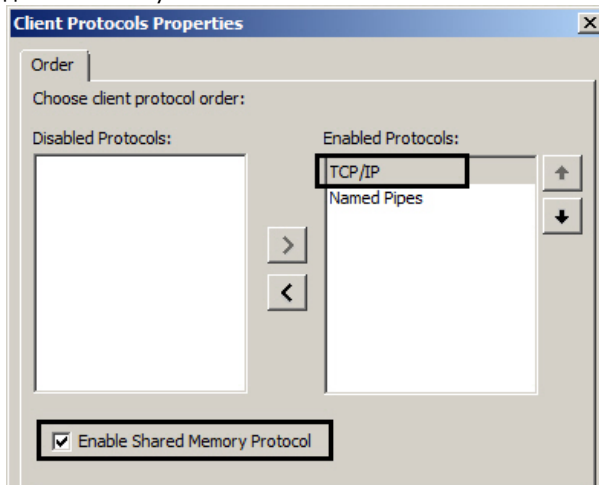 Client Protocols Properties
Order
Choose client protocol order:
Disabled Protocols:
Enabled Protocols:
TCP/IP
Named Pipes
Enable Shared Memory Protocol